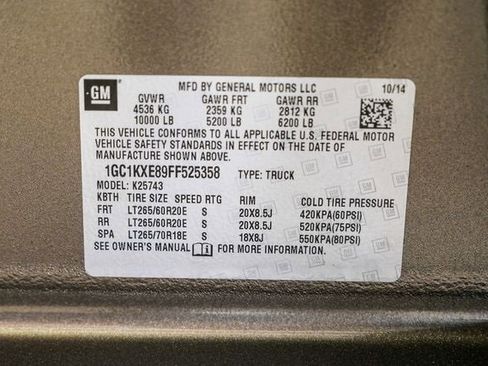 GM
MFD BY GENERAL MOTORS LLC 10/14
GVWR GAWR FRT GAWR RR
4536 KG 2359 KG 2812 KG
10000 LB 5200 LB 6200 LB
THIS VEHICLE CONFORMS TO ALL APPLICABLE U.S. FEDERAL MOTOR
VEHICLE SAFETY STANDARDS IN EFFECT ON THE DATE OF
MANUFACTURE SHOWN ABOVE.
1GC1KXE89FF525358 TYPE: TRUCK
MODEL: K25743
KBTH TIRE SIZE SPEED RTG RIM COLD TIRE PRESSURE
FRT LT265/60R20E S 20X8.5J 420KPA(60PSI)
RR LT265/60R20E S 20X8.5J 520KPA(75PSI)
SPA LT265/70R18E S 18X8J 550KPA(80PSI)
SEE OWNER'S MANUAL FOR MORE INFORMATION.